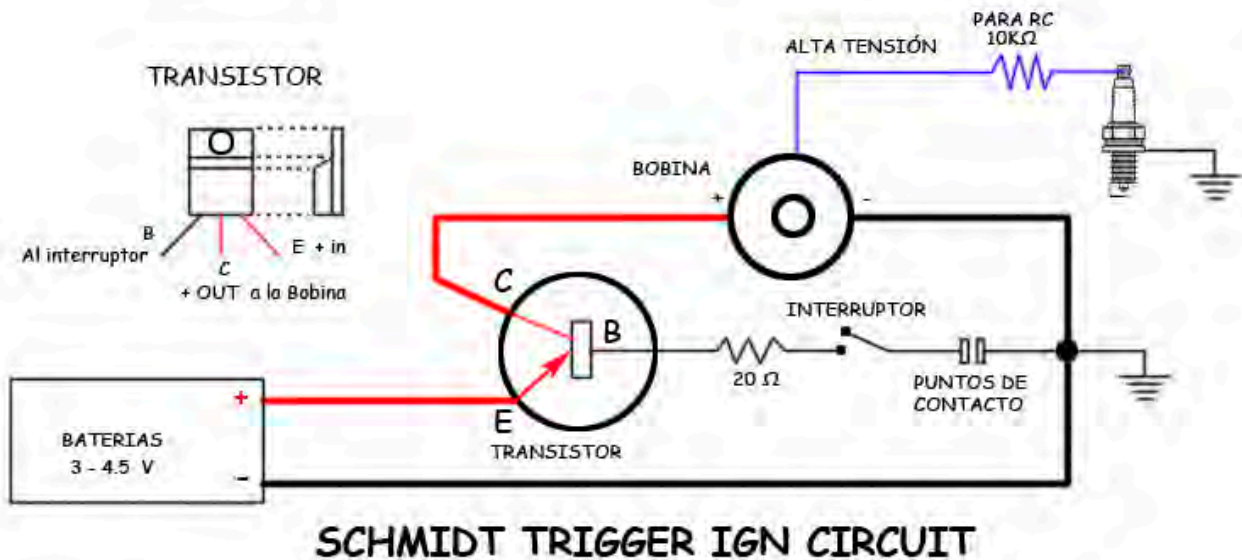 PARA RC
10KΩ
ALTA TENSIÓN
TRANSISTOR
BOBINA
+
-
B
Al interruptor
E + in
C
+ OUT a la Bobina
C
INTERRUPTOR
B
20 Ω
PUNTOS DE
CONTACTO
+
E
TRANSISTOR
BATERIAS
3 - 4.5 V
-
SCHMIDT TRIGGER IGN CIRCUIT